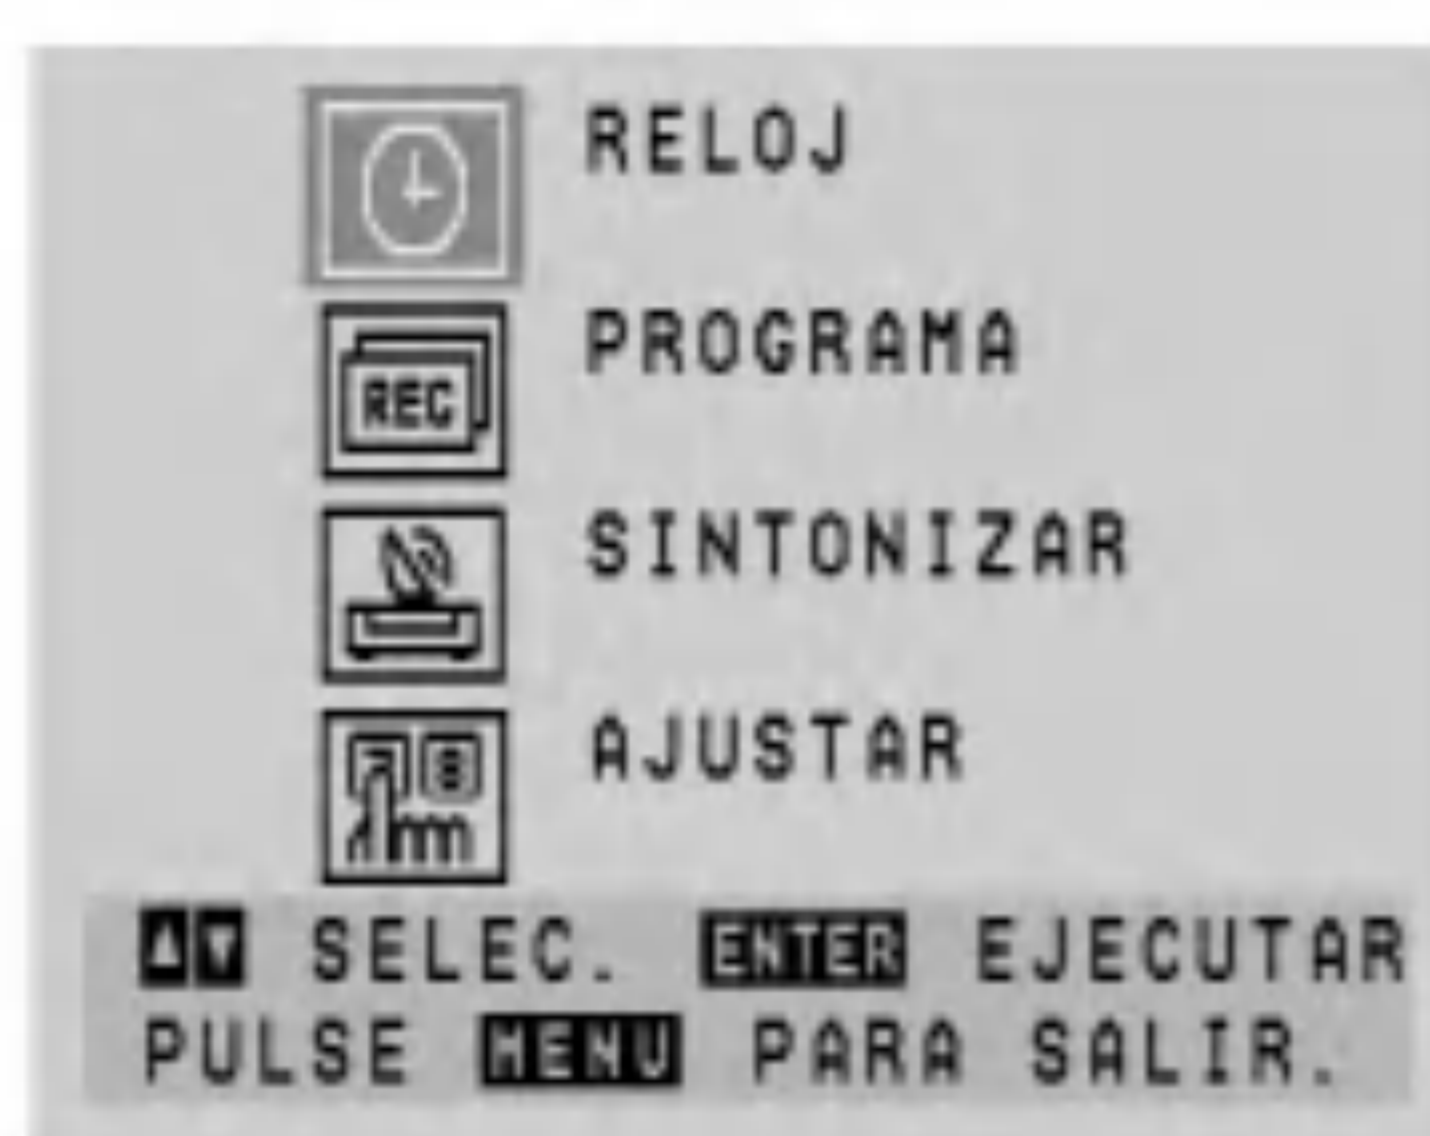 RELOJ
REC PROGRAMA
SINTONIZAR
AJUSTAR
SELEC. ENTER EJECUTAR
PULSE MENU PARA SALIR.